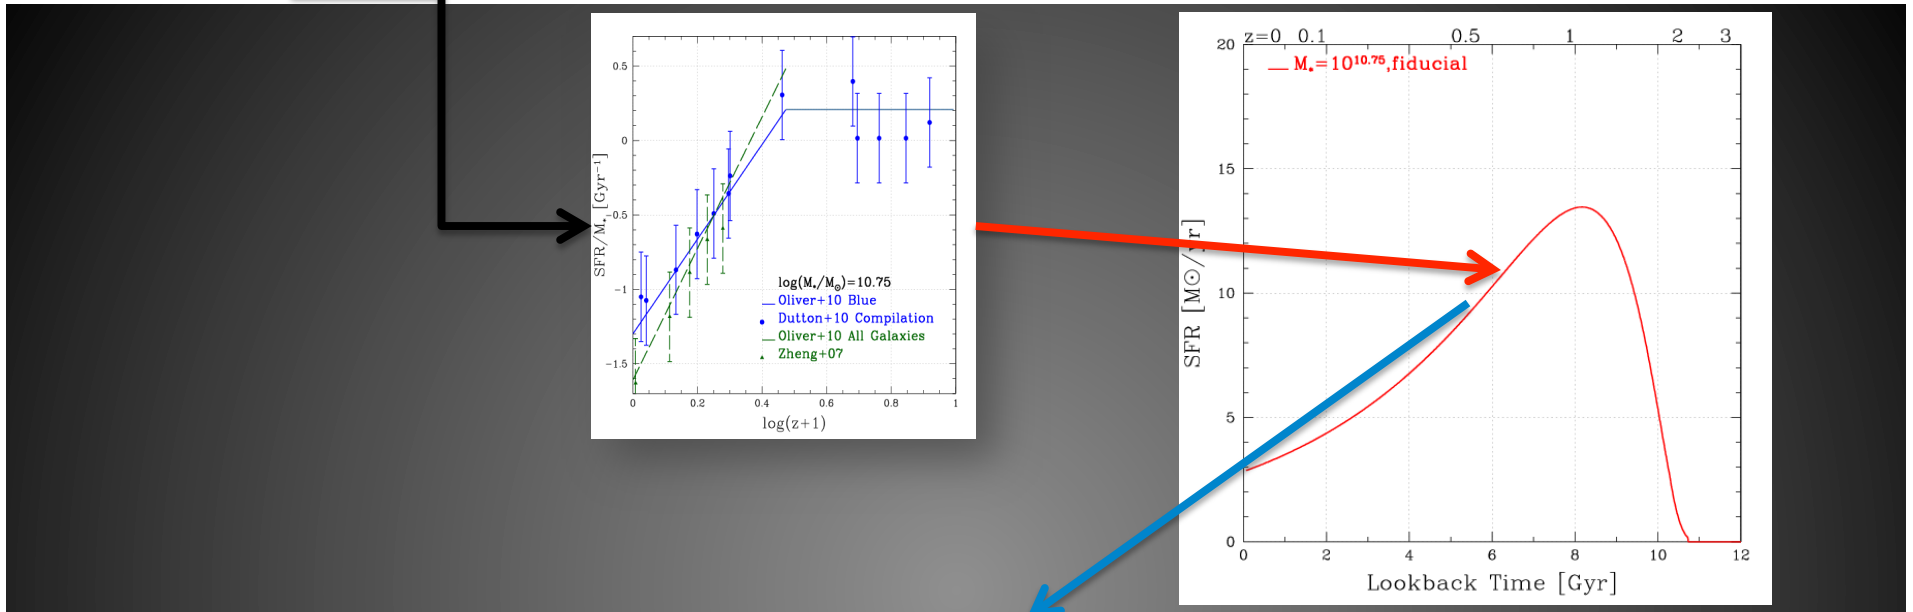 0.5
0
-0.5
-1
-1.5
SFR/M* [Gyr⁻¹]
log(M*/M☉)=10.75
Oliver+10 Blue
Dutton+10 Compilation
Oliver+10 All Galaxies
Zheng+07
0 0.2 0.4 0.6 0.8 1
log(z+1)
z=0 0.1 0.5 1 2 3
M*=10^10.75,fiducial
20
15
10
5
0
SFR [M☉/yr]
0 2 4 6 8 10 12
Lookback Time [Gyr]